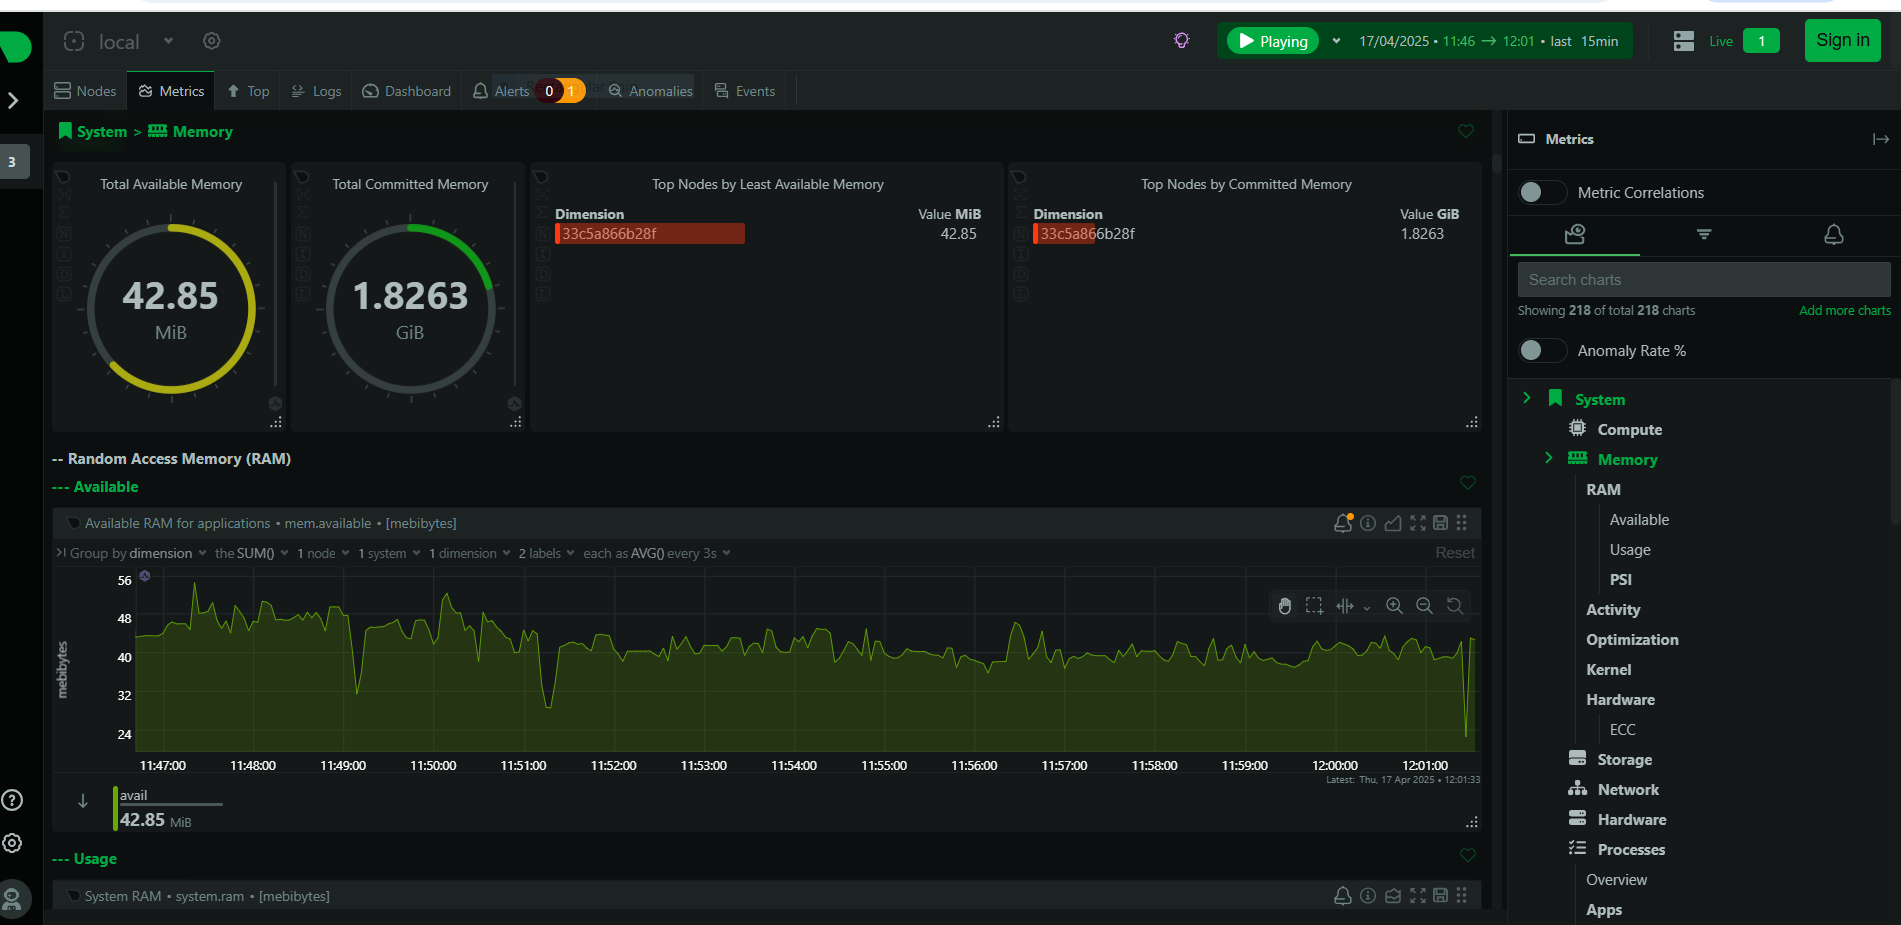 local
Playing 17/04/2025 • 11:46 → 12:01 • last 15min
Live 1
Sign in
Nodes Metrics Top Logs Dashboard Alerts 0 1 Anomalies Events
3
System > Memory
Total Available Memory
42.85
MiB
Total Committed Memory
1.8263
GiB
Top Nodes by Least Available Memory
Dimension Value MiB
33c5a866b28f 42.85
Top Nodes by Committed Memory
Dimension Value GiB
33c5a866b28f 1.8263
-- Random Access Memory (RAM)
--- Available
Available RAM for applications • mem.available • [mebibytes]
Group by dimension the SUM() 1 node 1 system 1 dimension 2 labels each as AVG() every 3s Reset
mebibytes
56
48
40
32
24
11:47:00 11:48:00 11:49:00 11:50:00 11:51:00 11:52:00 11:53:00 11:54:00 11:55:00 11:56:00 11:57:00 11:58:00 11:59:00 12:00:00 12:01:00
Latest: Thu, 17 Apr 2025 • 12:01:33
avail
42.85 MiB
--- Usage
System RAM • system.ram • [mebibytes]
Metrics
Metric Correlations
Search charts
Showing 218 of total 218 charts Add more charts
Anomaly Rate %
System
Compute
Memory
RAM
Available
Usage
PSI
Activity
Optimization
Kernel
Hardware
ECC
Storage
Network
Hardware
Processes
Overview
Apps